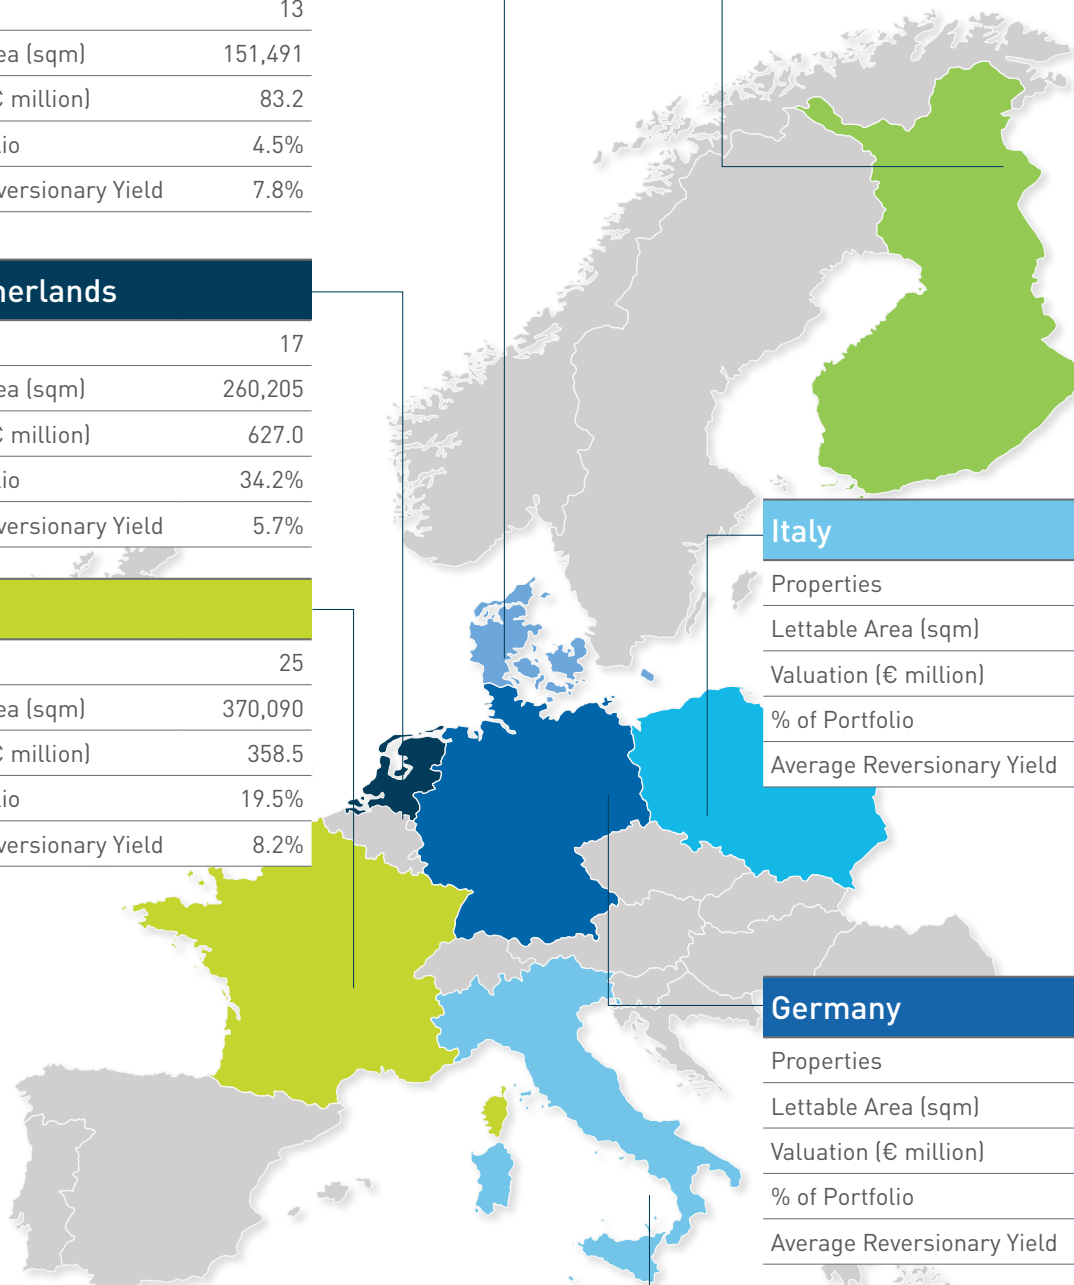 13
ea (sqm) 151,491
€ million) 83.2
io 4.5%
versionary Yield 7.8%
herlands
17
ea (sqm) 260,205
€ million) 627.0
io 34.2%
versionary Yield 5.7%
25
ea (sqm) 370,090
€ million) 358.5
io 19.5%
versionary Yield 8.2%
Italy
Properties
Lettable Area (sqm)
Valuation (€ million)
% of Portfolio
Average Reversionary Yield
Germany
Properties
Lettable Area (sqm)
Valuation (€ million)
% of Portfolio
Average Reversionary Yield